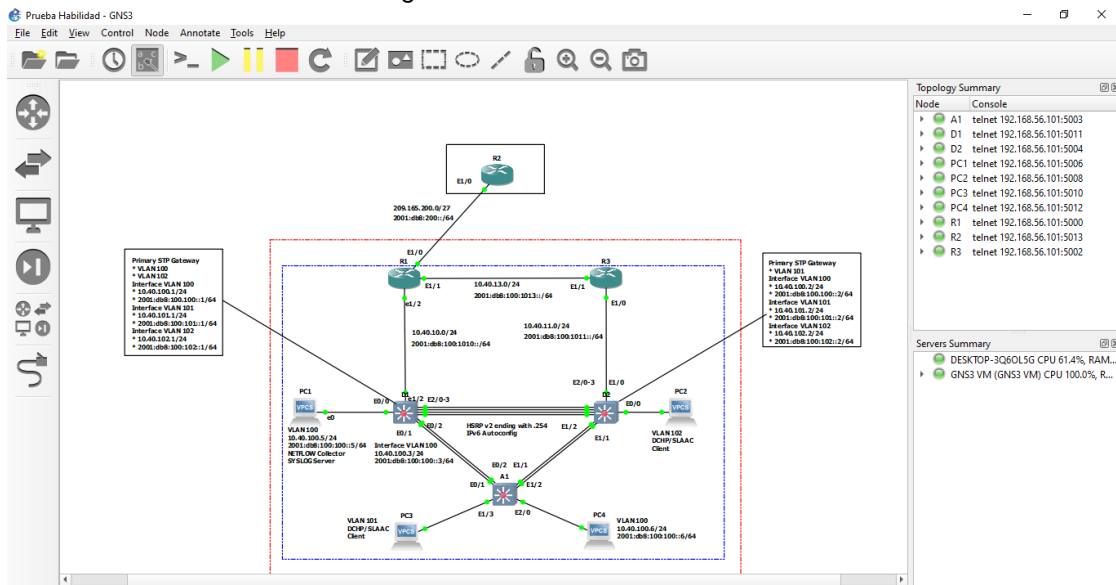 Prueba Habilidad - GNS3
File Edit View Control Node Annotate Tools Help
Topology Summary
Node Console
A1 telnet 192.168.56.101:5003
D1 telnet 192.168.56.101:5011
D2 telnet 192.168.56.101:5004
PC1 telnet 192.168.56.101:5006
PC2 telnet 192.168.56.101:5008
PC3 telnet 192.168.56.101:5010
PC4 telnet 192.168.56.101:5012
R1 telnet 192.168.56.101:5000
R2 telnet 192.168.56.101:5013
R3 telnet 192.168.56.101:5002
Servers Summary
DESKTOP-3Q6OL5G CPU 61.4%, RAM...
GNS3 VM (GNS3 VM) CPU 100.0%, R...
R2
E1/0
209.165.200.0/27
2001:db8:200::/64
E1/0
R1
E1/1
e1/2
10.40.13.0/24
2001:db8:100:1013::/64
R3
E1/1
E1/0
Primary STP Gateway
* VLAN100
* VLAN102
Interface VLAN100
* 10.40.100.1/24
* 2001:db8:100.100::1/64
Interface VLAN101
* 10.40.101.1/24
* 2001:db8:100:101::1/64
Interface VLAN102
* 10.40.102.1/24
* 2001:db8:100:102::1/64
Primary STP Gateway
* VLAN101
Interface VLAN100
* 10.40.100.2/24
* 2001:db8:100.100::2/64
Interface VLAN101
* 10.40.101.2/24
* 2001:db8:100:101::2/64
Interface VLAN102
* 10.40.102.2/24
* 2001:db8:100:102::2/64
10.40.10.0/24
2001:db8:100:1010::/64
10.40.11.0/24
2001:db8:100:1011::/64
PC1
VPCS
e0
VLAN100
10.40.100.5/24
2001:db8:100:100::5/64
NETFLOW Collector
SYSLOG Server
E0/0
D1
e1/2 E2/0-3
E0/2
E0/1
Interface VLAN100
10.40.100.3/24
2001:db8:100:100::3/64
HSRP v2 ending with .254
IPv6 Autoconfig
E2/0-3 E1/0
D2
E0/0
E1/2
E1/1
PC2
VPCS
VLAN102
DCHP/SLAAC
Client
E0/2 E1/1
A1
E0/1
E1/2
E1/3
E2/0
PC3
VPCS
VLAN101
DCHP/SLAAC
Client
PC4
VPCS
VLAN100
10.40.100.6/24
2001:db8:100:100::6/64